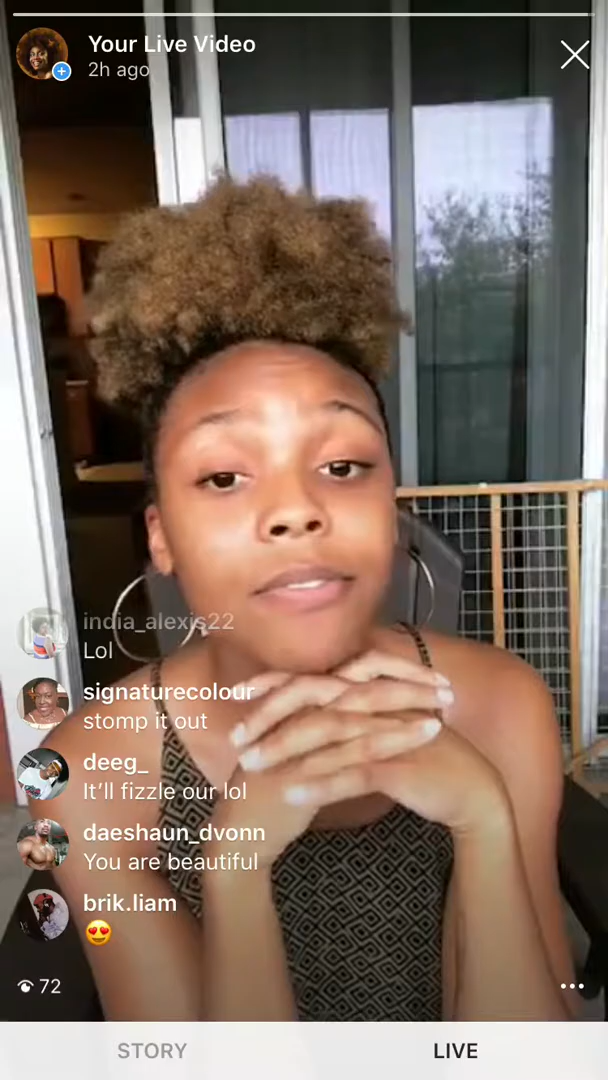 Your Live Video
2h ago
india_alexis22
Lol
signaturecolour
stomp it out
deeg_
It’ll fizzle our lol
daeshaun_dvonn
You are beautiful
brik.liam
😍
72
STORY
LIVE